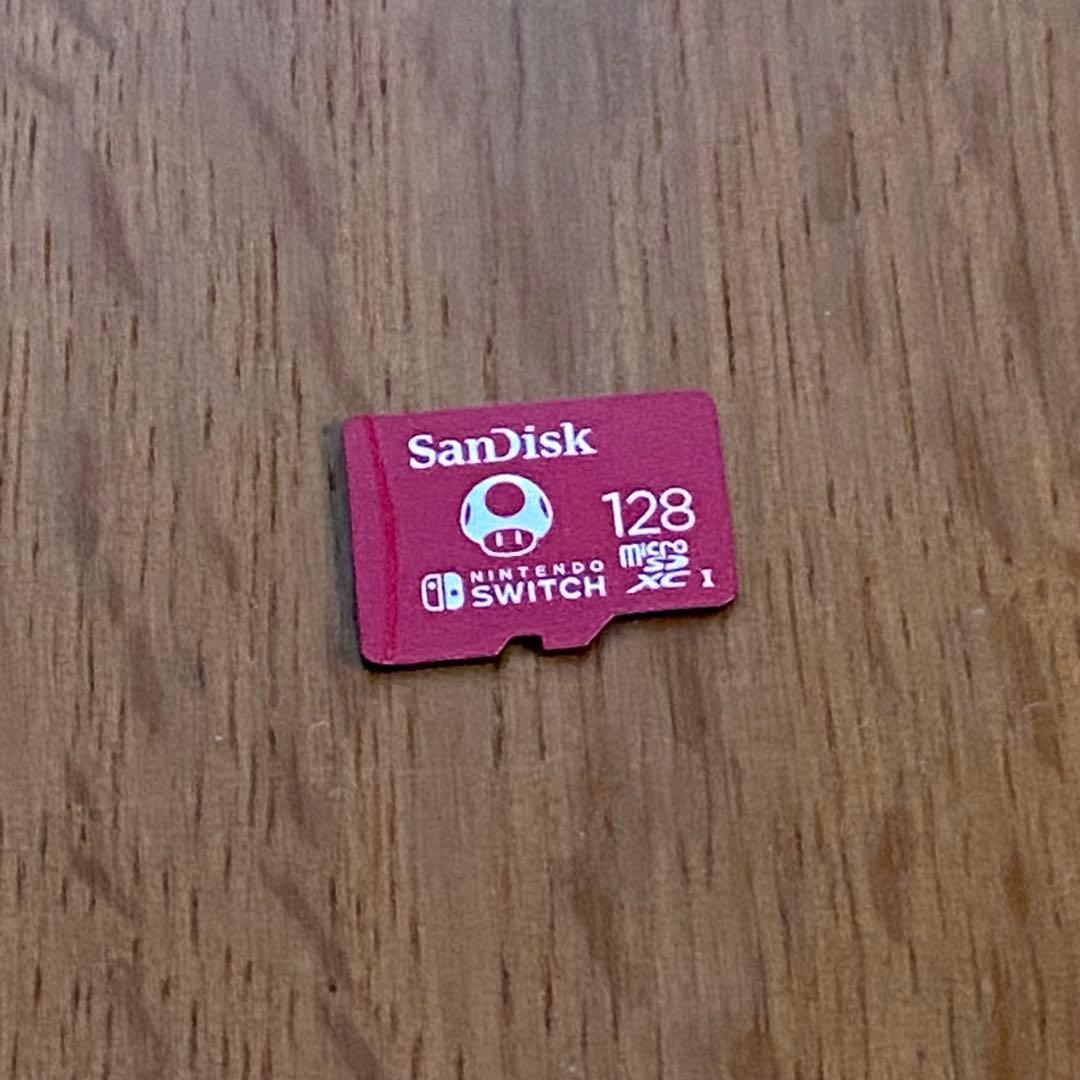 SanDisk
128
micro
SD
XC I
NINTENDO
SWITCH